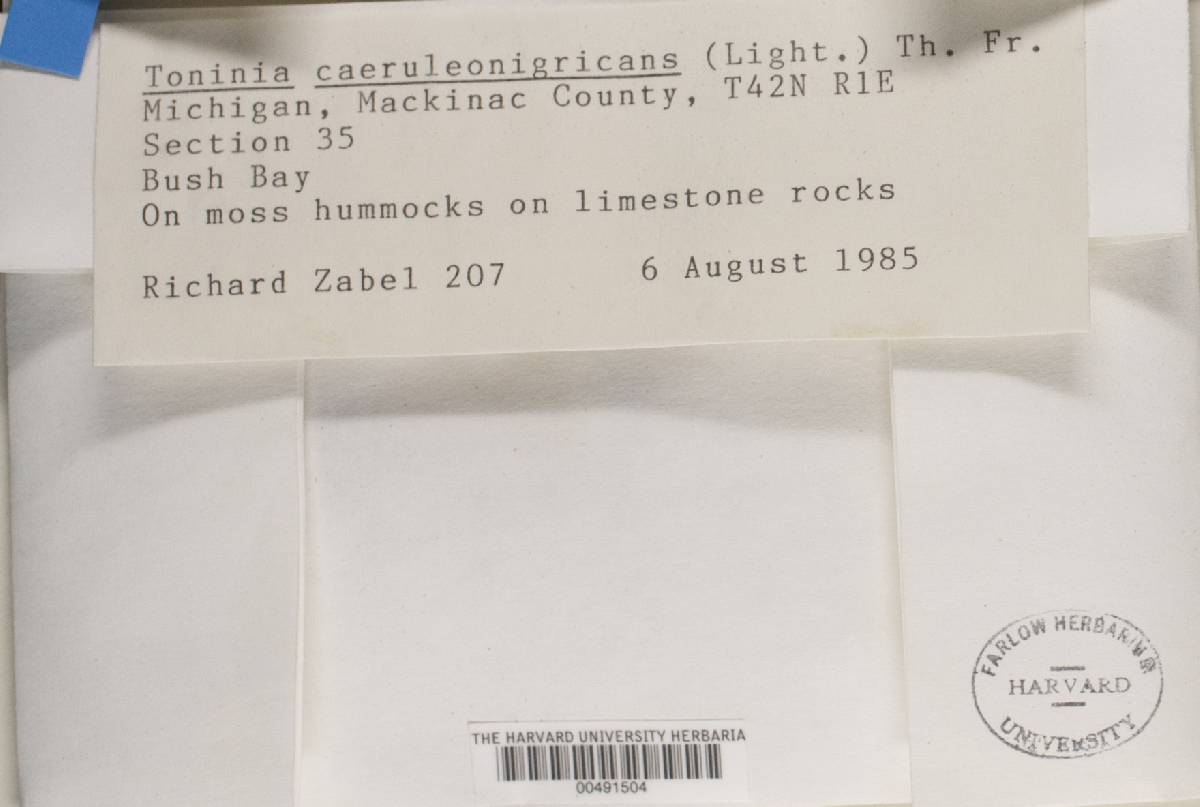 Toninia caeruleonigricans (Light.) Th. Fr.
Michigan, Mackinac County, T42N R1E
Section 35
Bush Bay
On moss hummocks on limestone rocks
Richard Zabel 207 6 August 1985
FARLOW HERBARIUM
HARVARD
UNIVERSITY
THE HARVARD UNIVERSITY HERBARIA
00491504